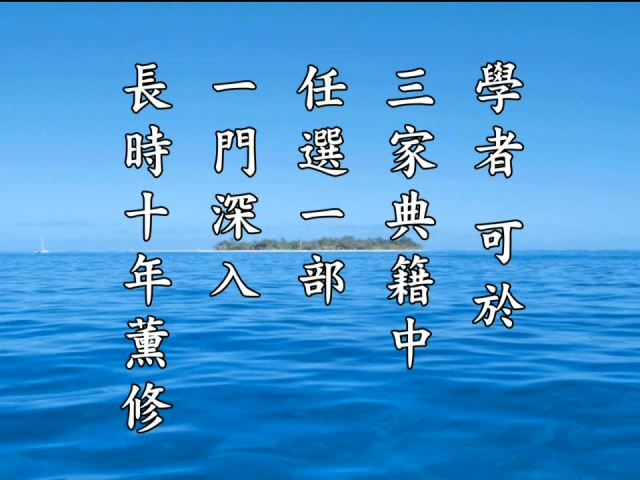 學者 可於
三家典籍中
任選一部
一門深入
長時十年薰修